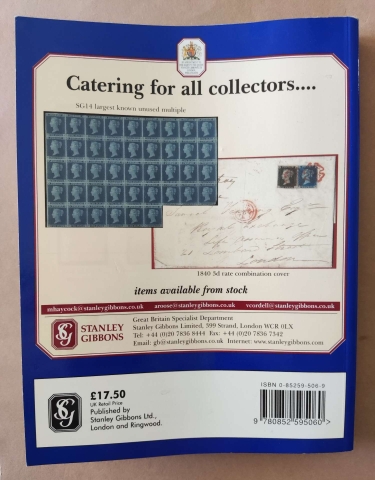 Catering for all collectors....
SG14 largest known unused multiple
1840 3d rate combination cover
items available from stock
mhaycock@stanleygibbons.co.uk aroose@stanleygibbons.co.uk vcordell@stanleygibbons.co.uk
STANLEY
GIBBONS
Great Britain Specialist Department
Stanley Gibbons Limited, 399 Strand, London WCR 0LX
Tel: +44 (0)20 7836 8444 Fax: +44 (0)20 7836 7342
Email: gb@stanleygibbons.co.uk Internet: www.stanleygibbons.com
£17.50
UK Retail Price
Published by
Stanley Gibbons Ltd.,
London and Ringwood.
ISBN 0-85259-506-9
9 780852 595060 >